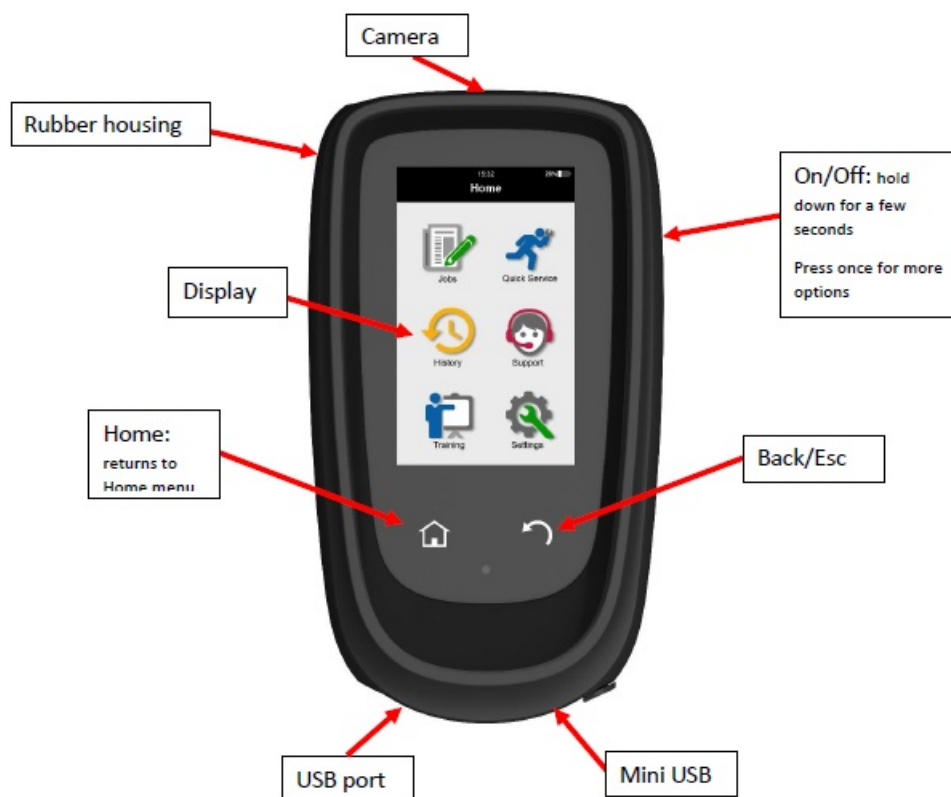 Camera
Rubber housing
On/Off: hold
down for a few
seconds
Press once for more
options
15:32 28%
Home
Jobs Quick Service
Display
History Support
Training Settings
Home:
returns to
Home menu
Back/Esc
USB port
Mini USB